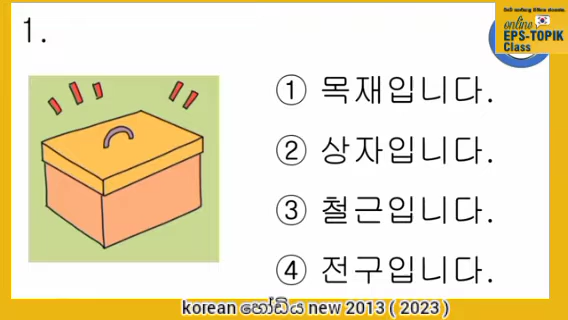 1.
① 목재입니다.
② 상자입니다.
③ 철근입니다.
④ 전구입니다.
online
EPS-TOPIK
Class
korean හෝඩිය new 2013 ( 2023 )